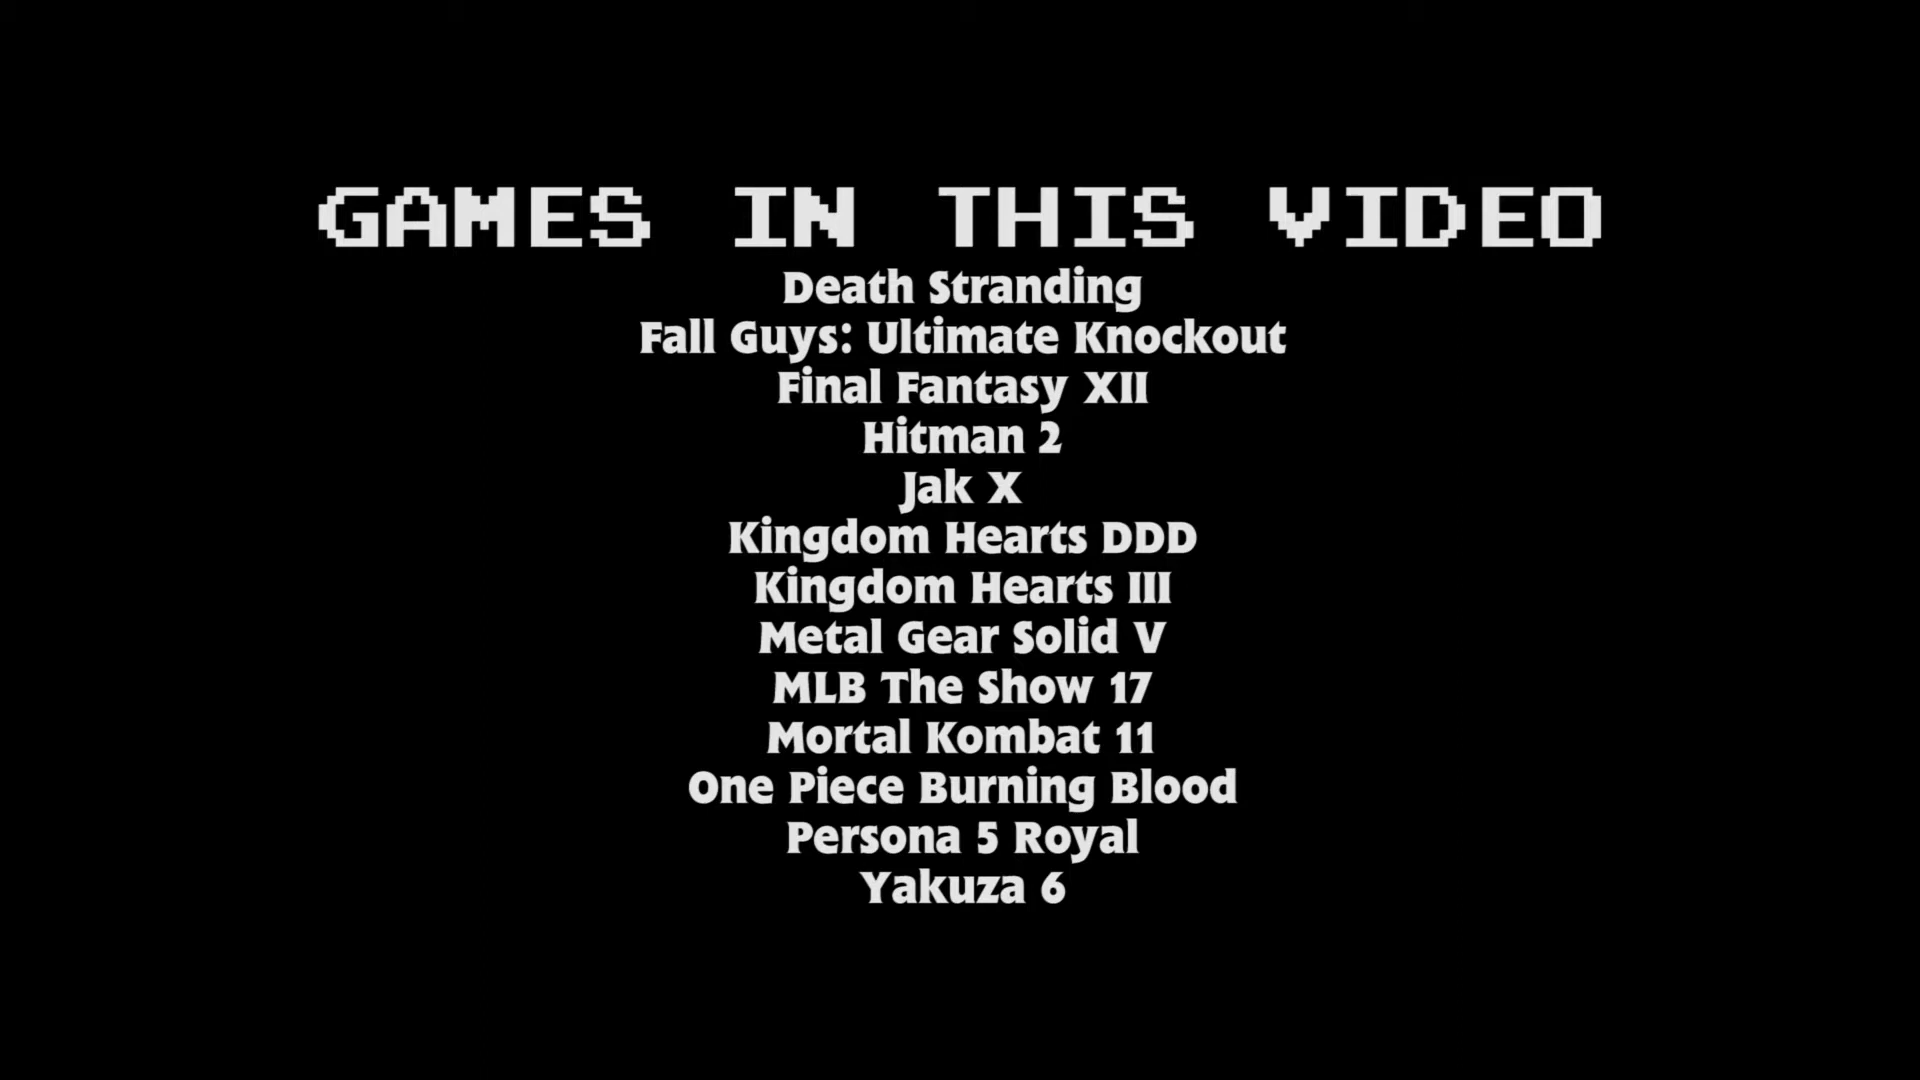 GAMES IN THIS VIDEO
Death Stranding
Fall Guys: Ultimate Knockout
Final Fantasy XII
Hitman 2
Jak X
Kingdom Hearts DDD
Kingdom Hearts III
Metal Gear Solid V
MLB The Show 17
Mortal Kombat 11
One Piece Burning Blood
Persona 5 Royal
Yakuza 6